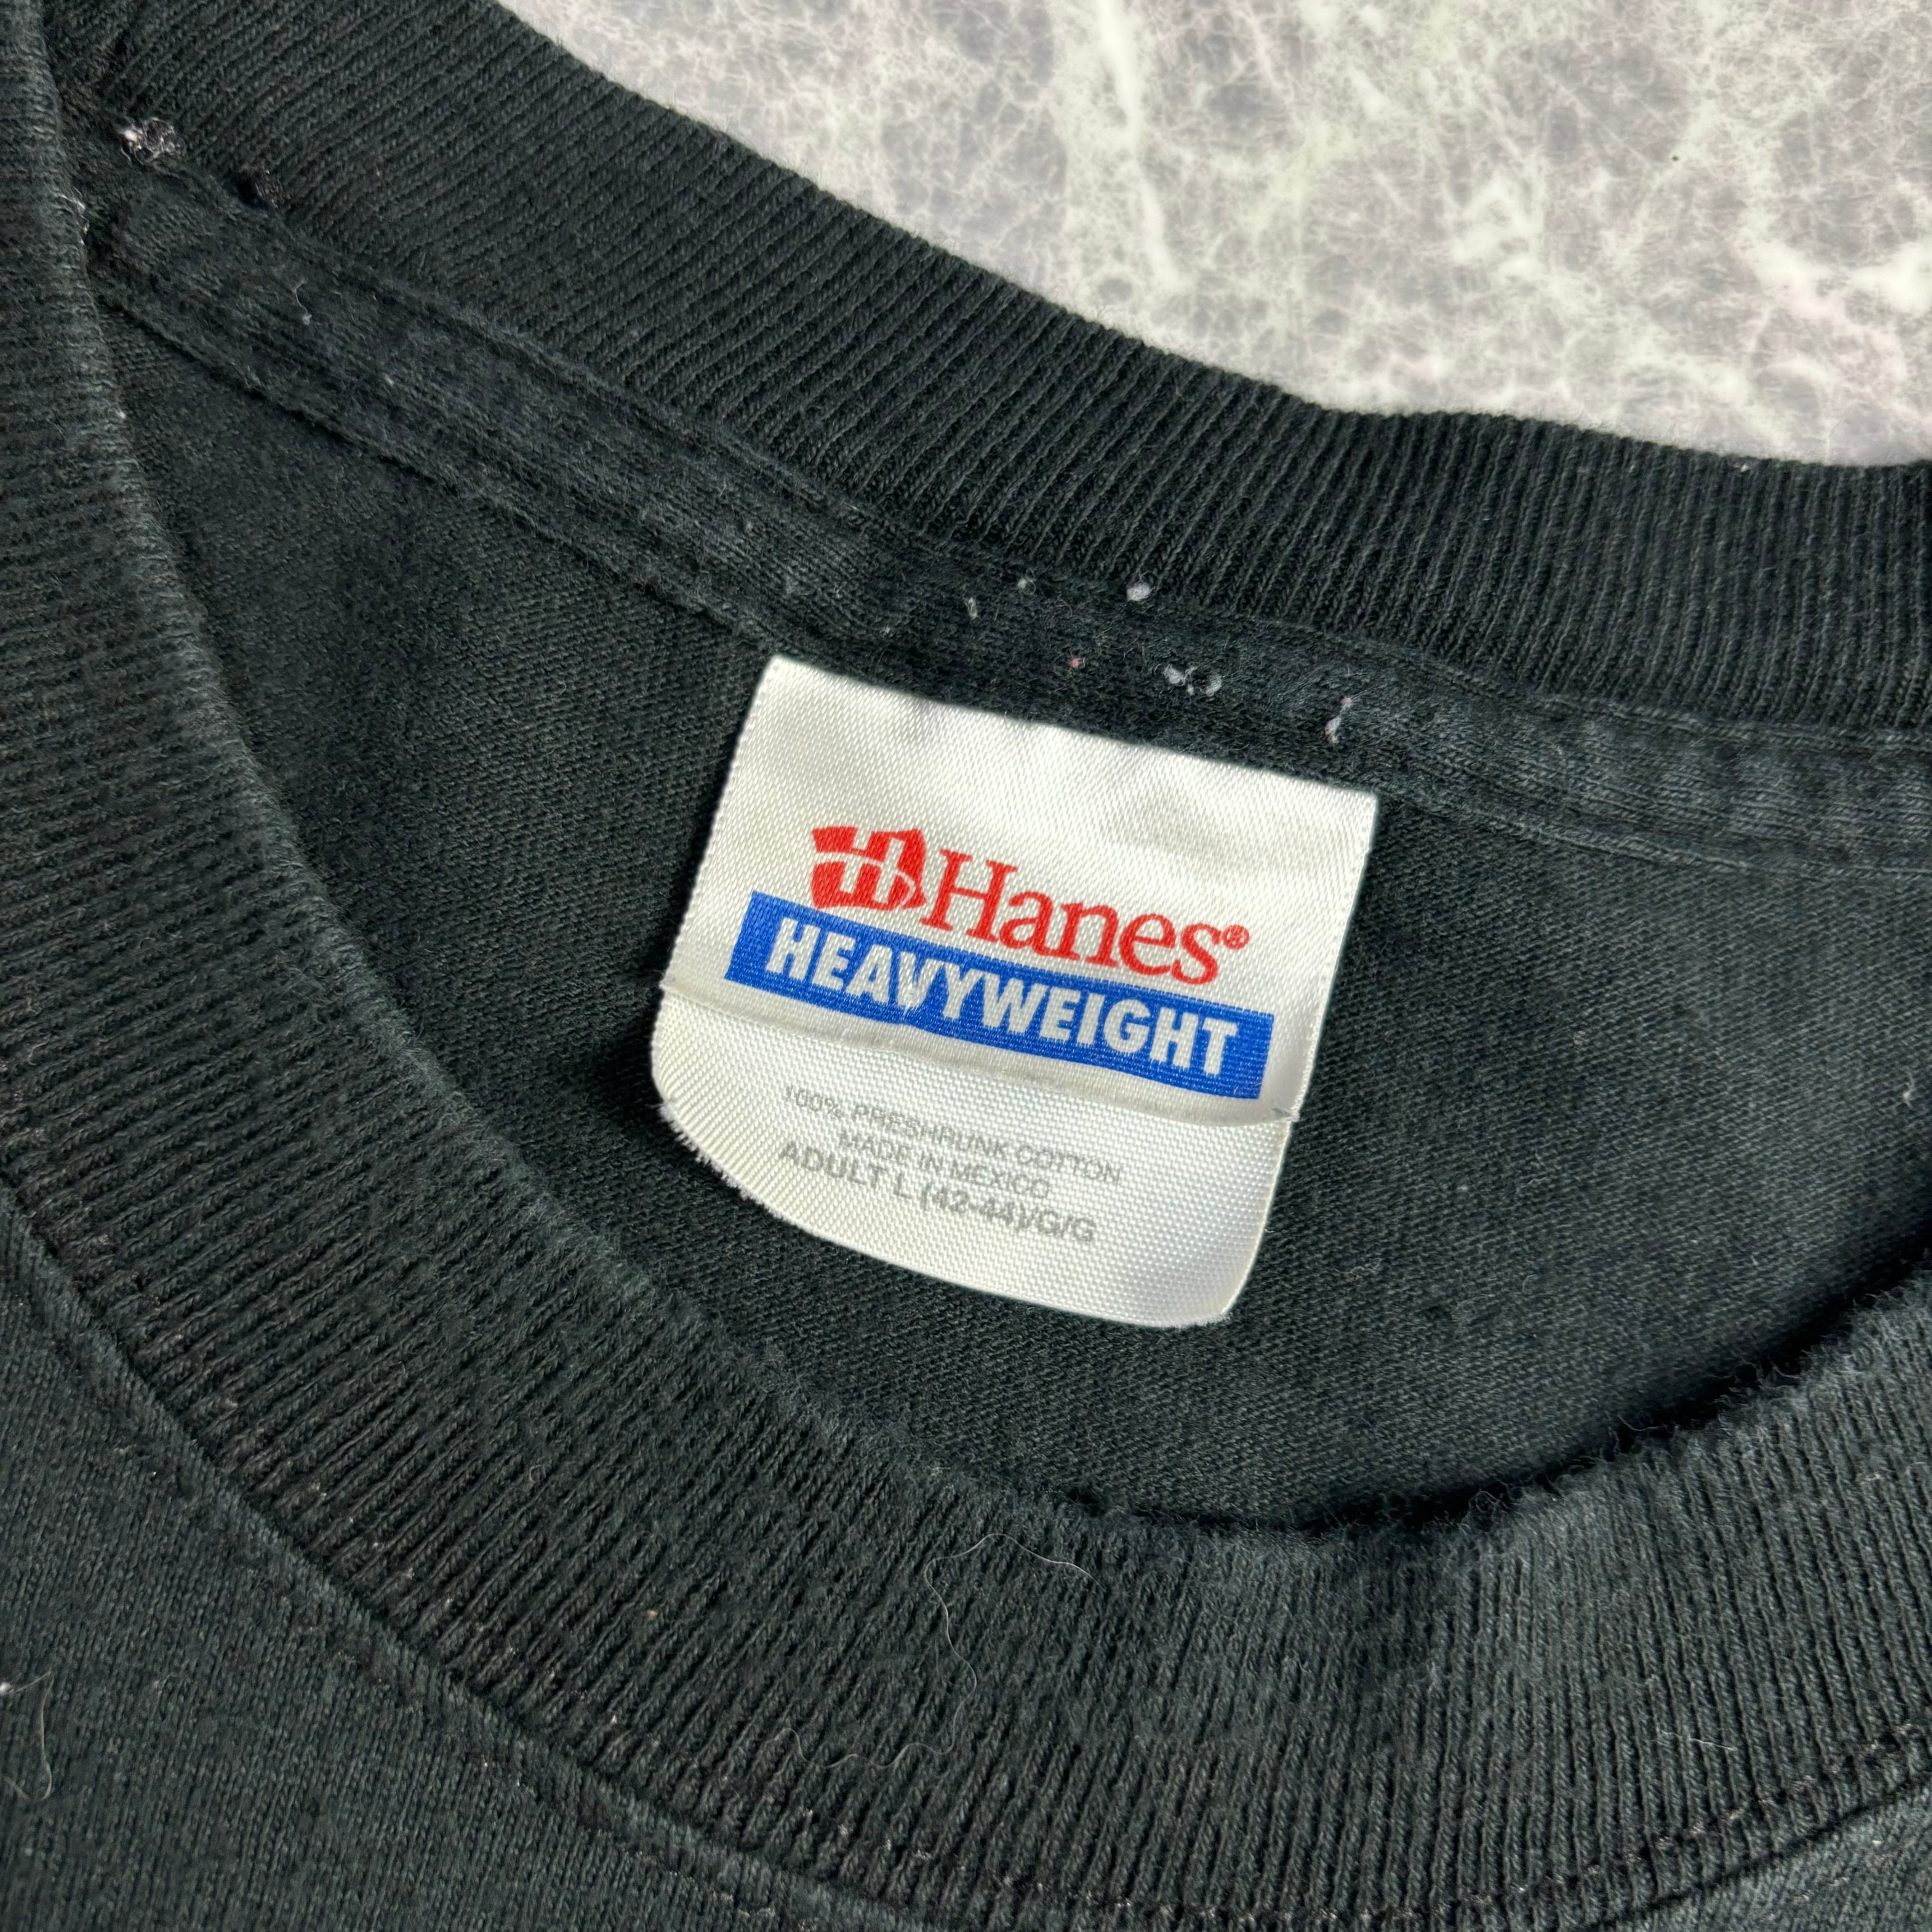 Hanes®
HEAVYWEIGHT
100% PRESHRUNK COTTON
MADE IN MEXICO
ADULT L (42-44)/G/G